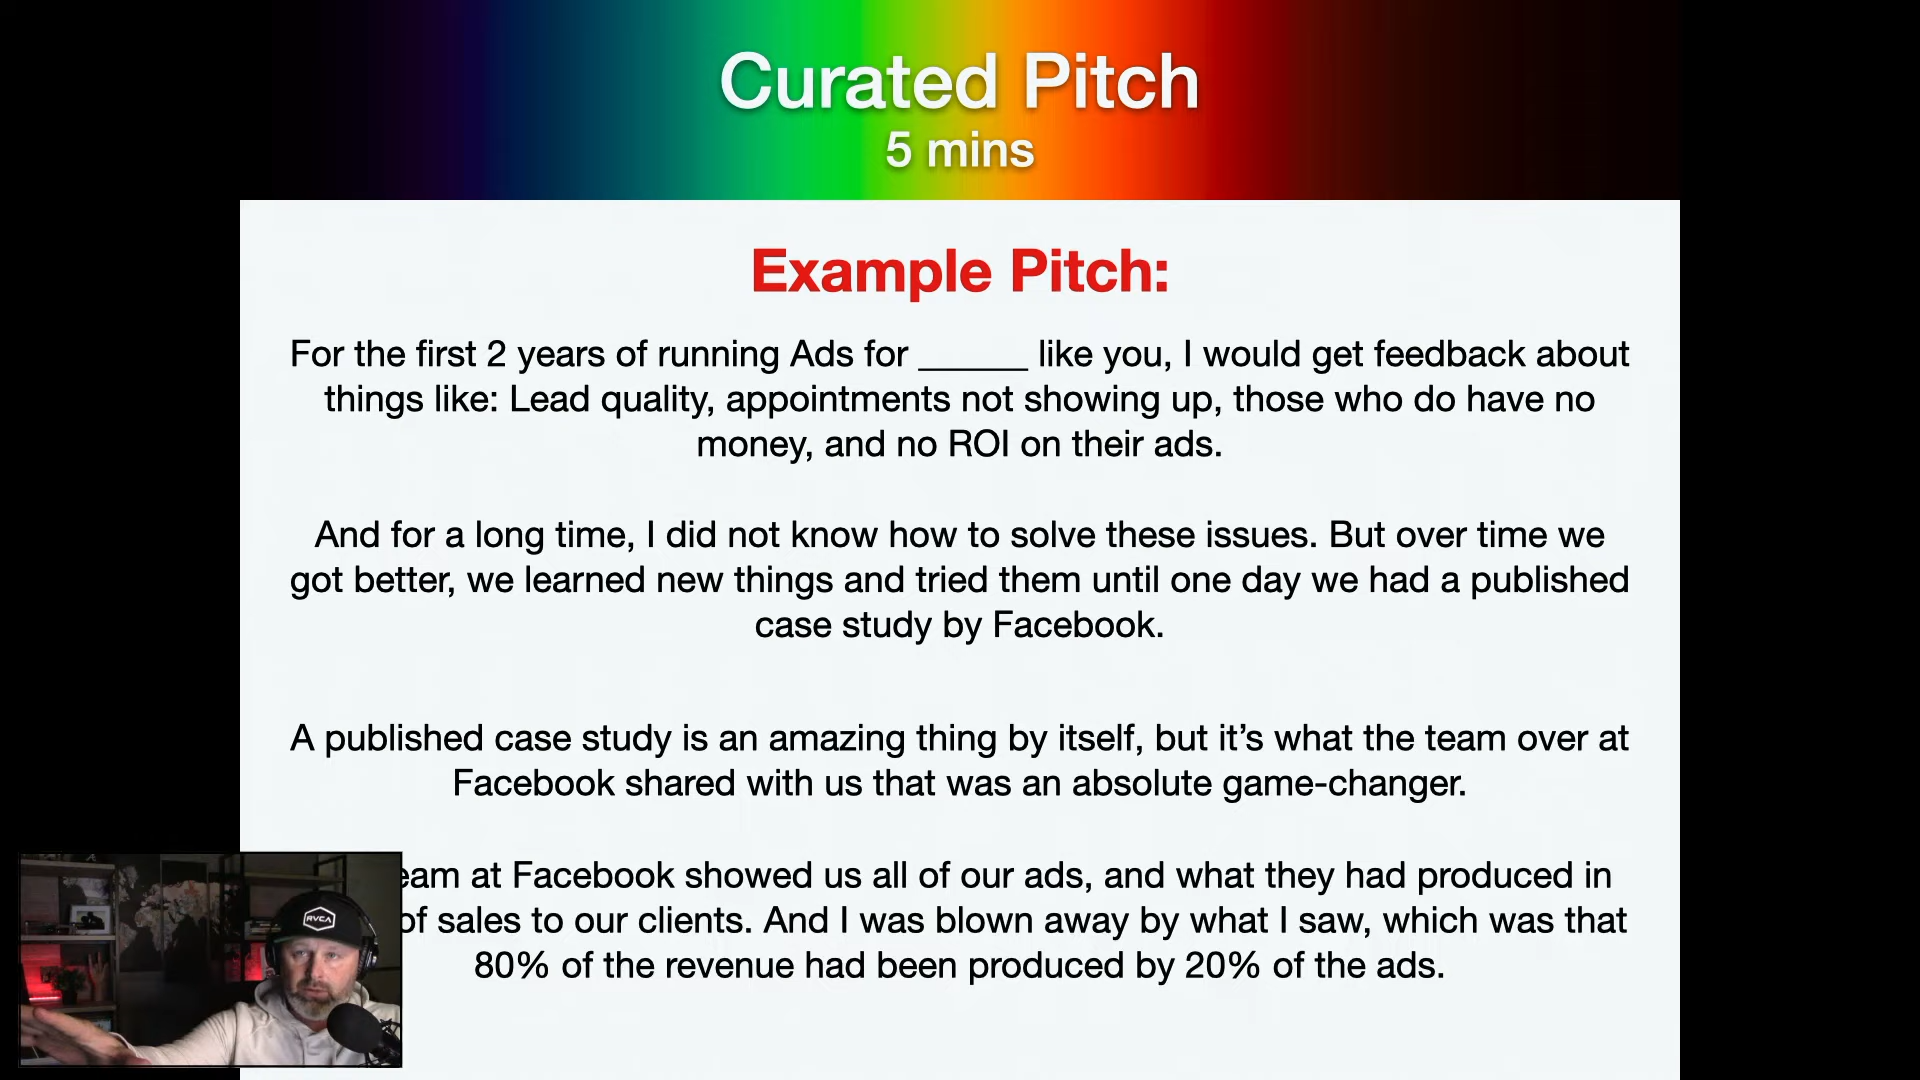 Curated Pitch
5 mins
Example Pitch:
For the first 2 years of running Ads for ______ like you, I would get feedback about
things like: Lead quality, appointments not showing up, those who do have no
money, and no ROI on their ads.
And for a long time, I did not know how to solve these issues. But over time we
got better, we learned new things and tried them until one day we had a published
case study by Facebook.
A published case study is an amazing thing by itself, but it’s what the team over at
Facebook shared with us that was an absolute game-changer.
eam at Facebook showed us all of our ads, and what they had produced in
of sales to our clients. And I was blown away by what I saw, which was that
80% of the revenue had been produced by 20% of the ads.
RVCA